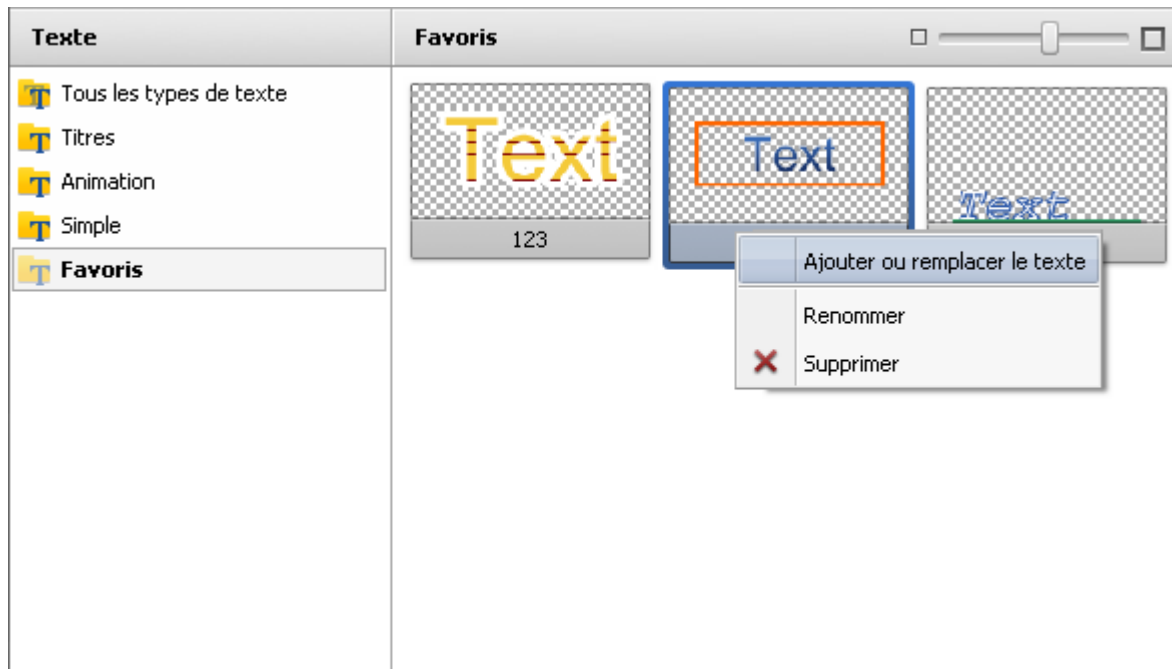 Texte
Tous les types de texte
Titres
Animation
Simple
Favoris
Favoris
Text
123
Text
Text
Ajouter ou remplacer le texte
Renommer
Supprimer